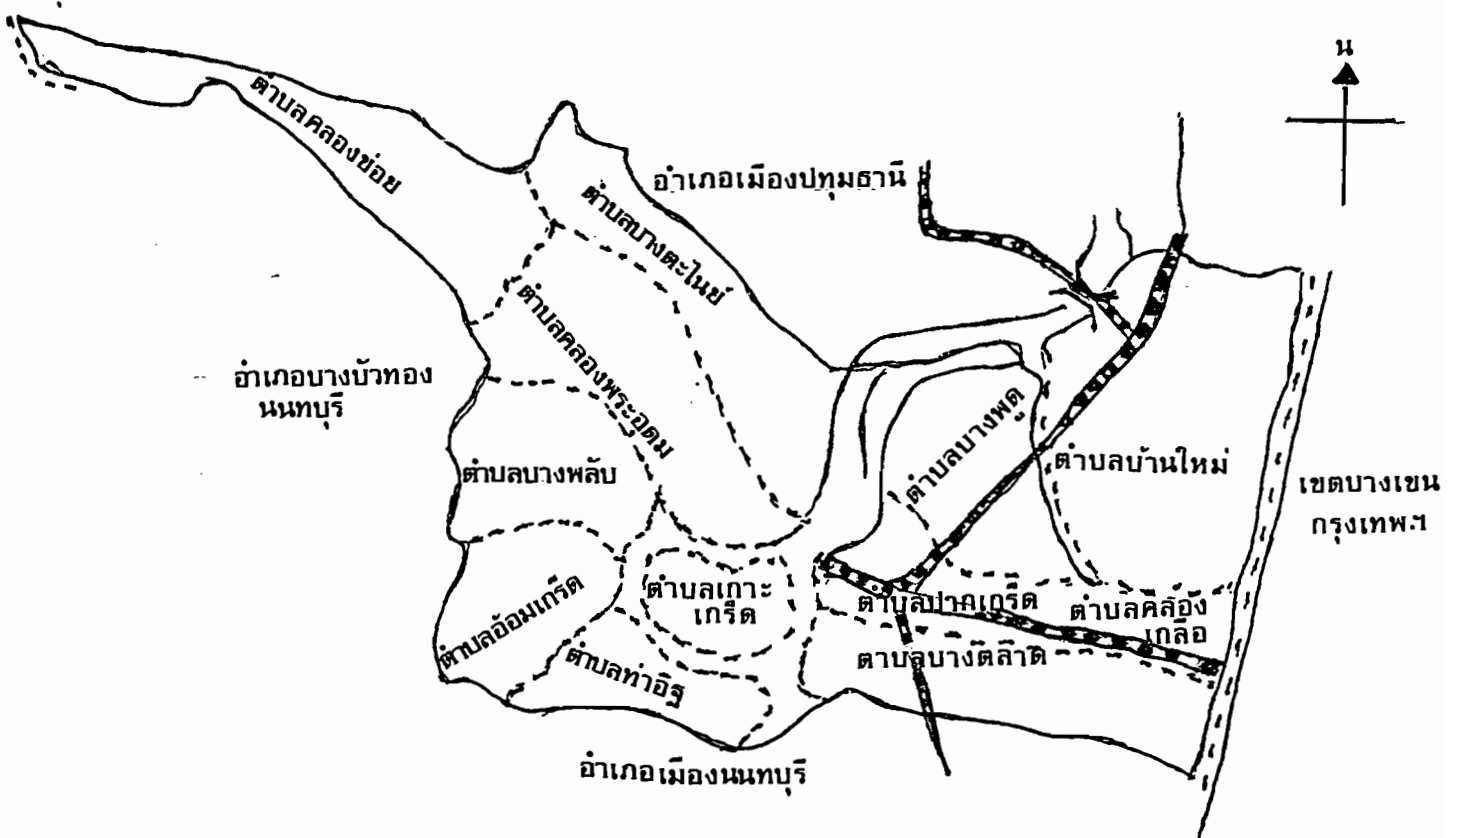 น
ตำบลคลองข่อย
อำเภอเมืองปทุมธานี
ตำบลบางตะไนย์
ตำบลคลองพระอุดม
อำเภอบางบัวทอง
นนทบุรี
ตำบลบางพูด
ตำบลบ้านใหม่
ตำบลบางพลับ
เขตบางเขน
กรุงเทพฯ
ตำบลเกาะ
เกร็ด
ตำบลปากเกร็ด
ตำบลคลอง
เกลือ
ตำบลอ้อมเกร็ด
ตำบลท่าอิฐ
ตำบลบางตลาด
อำเภอเมืองนนทบุรี